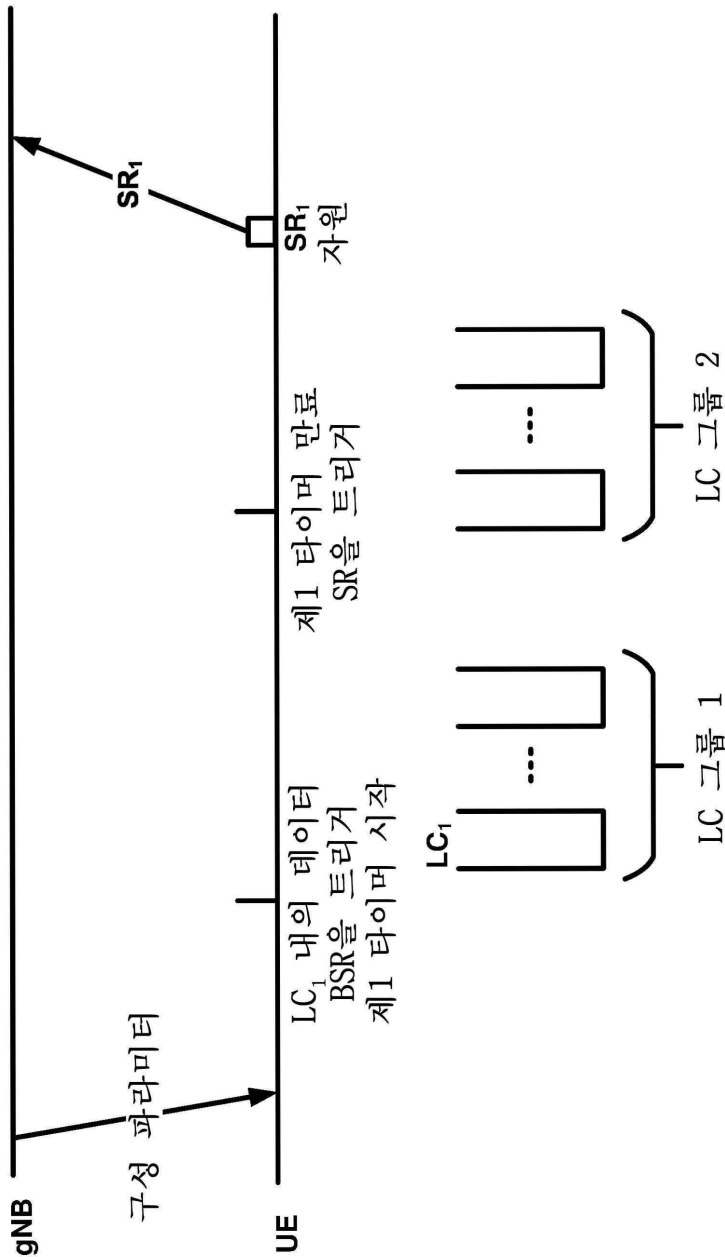 gNB
구성 파라미터
SR₁
UE
LC₁ 내의 데이터
BSR을 트리거
제1 타이머 시작
제1 타이머 만료
SR을 트리거
SR₁
자원
LC₁
...
...
LC 그룹 1
LC 그룹 2